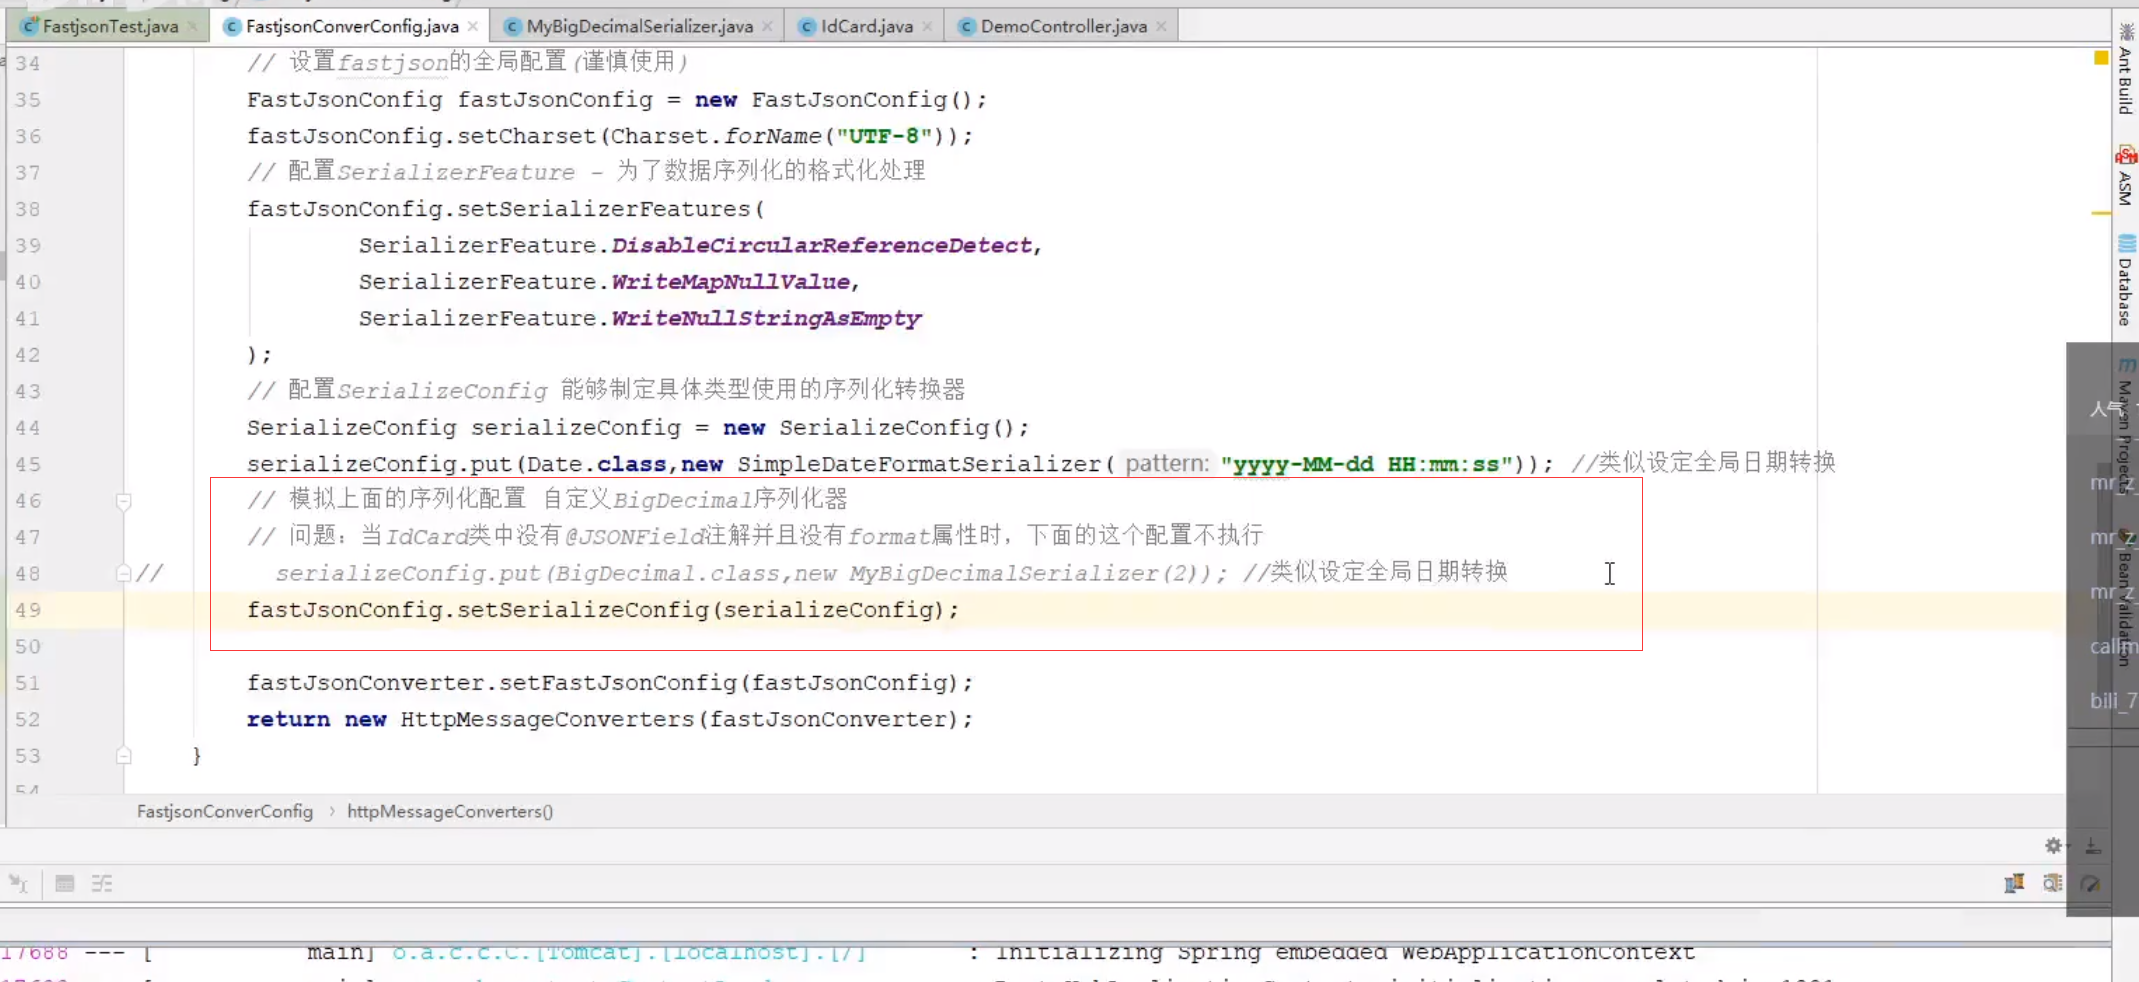 FastjsonTest.java
FastjsonConverConfig.java
MyBigDecimalSerializer.java
IdCard.java
DemoController.java
34 // 设置fastjson的全局配置(谨慎使用)
35 FastJsonConfig fastJsonConfig = new FastJsonConfig();
36 fastJsonConfig.setCharset(Charset.forName("UTF-8"));
37 // 配置SerializerFeature - 为了数据序列化的格式化处理
38 fastJsonConfig.setSerializerFeatures(
39 SerializerFeature.DisableCircularReferenceDetect,
40 SerializerFeature.WriteMapNullValue,
41 SerializerFeature.WriteNullStringAsEmpty
42 );
43 // 配置SerializeConfig 能够制定具体类型使用的序列化转换器
44 SerializeConfig serializeConfig = new SerializeConfig();
45 serializeConfig.put(Date.class,new SimpleDateFormatSerializer( pattern: "yyyy-MM-dd HH:mm:ss")); //类似设定全局日期转换
46 // 模拟上面的序列化配置 自定义BigDecimal序列化器
47 // 问题：当IdCard类中没有@JSONField注解并且没有format属性时，下面的这个配置不执行
48 // serializeConfig.put(BigDecimal.class,new MyBigDecimalSerializer(2)); //类似设定全局日期转换
49 fastJsonConfig.setSerializeConfig(serializeConfig);
50
51 fastJsonConverter.setFastJsonConfig(fastJsonConfig);
52 return new HttpMessageConverters(fastJsonConverter);
53 }
54
FastjsonConverConfig › httpMessageConverters()
17688 --- [ main] o.a.c.c.C.[Tomcat].[localhost].[/] : Initializing Spring embedded WebApplicationContext
Ant Build
ASM
Database
Maven Projects
Bean Validation
人气
mr_z_
mr_z_
mr_z_
callm
bili_7